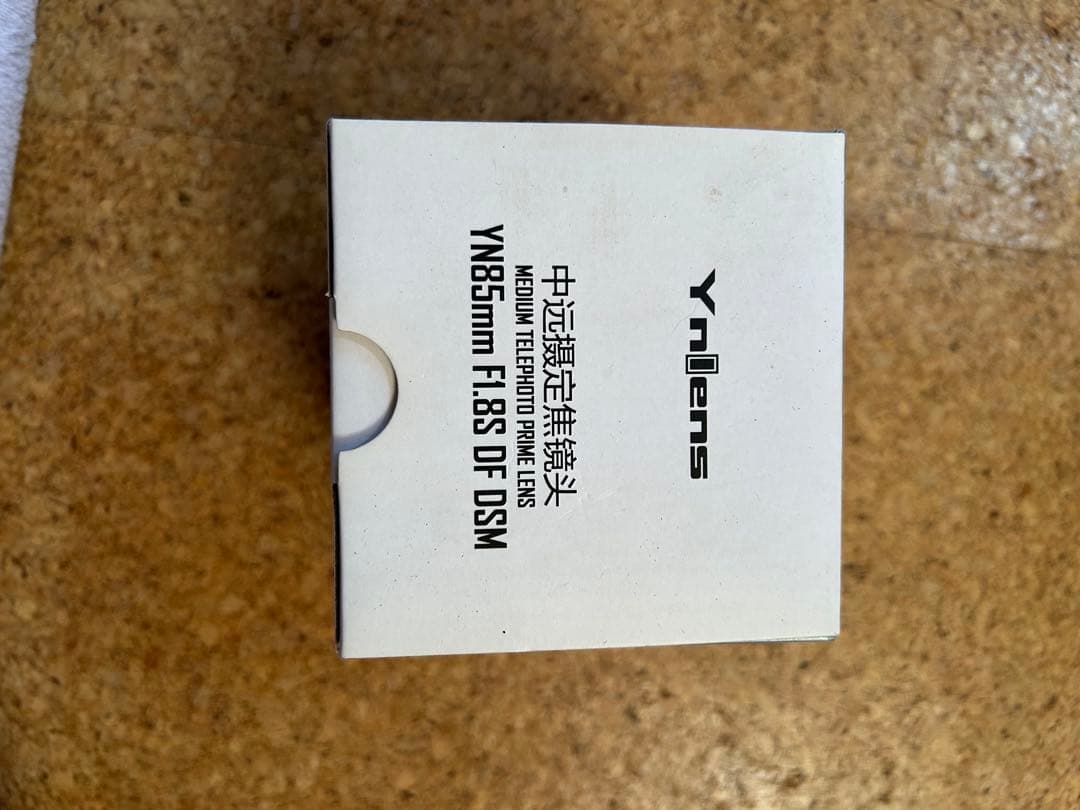 Ynlens
中远摄定焦镜头
MEDIUM TELEPHOTO PRIME LENS
YN85mm F1.8S DF DSM